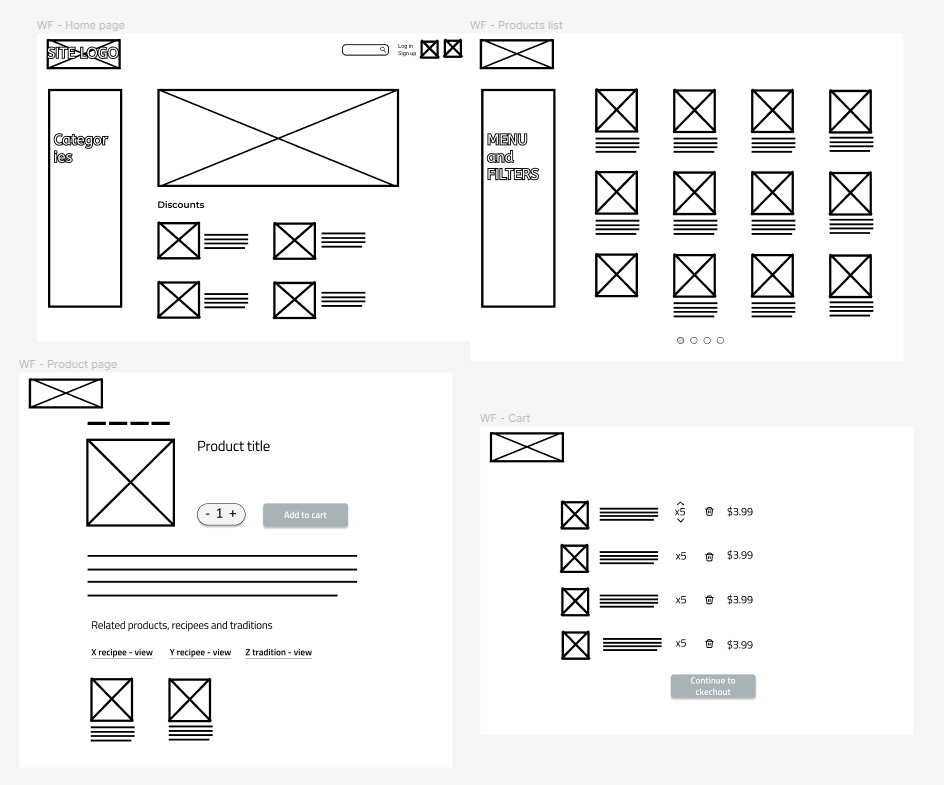 WF - Home page
SITE LOGO
Log in
Sign up
Categor
ies
Discounts
WF - Products list
MENU
and
FILTERS
WF - Product page
Product title
- 1 +
Add to cart
Related products, recipees and traditions
X recipee - view
Y recipee - view
Z tradition - view
WF - Cart
x5
$3.99
x5
$3.99
x5
$3.99
x5
$3.99
Continue to
ckechout